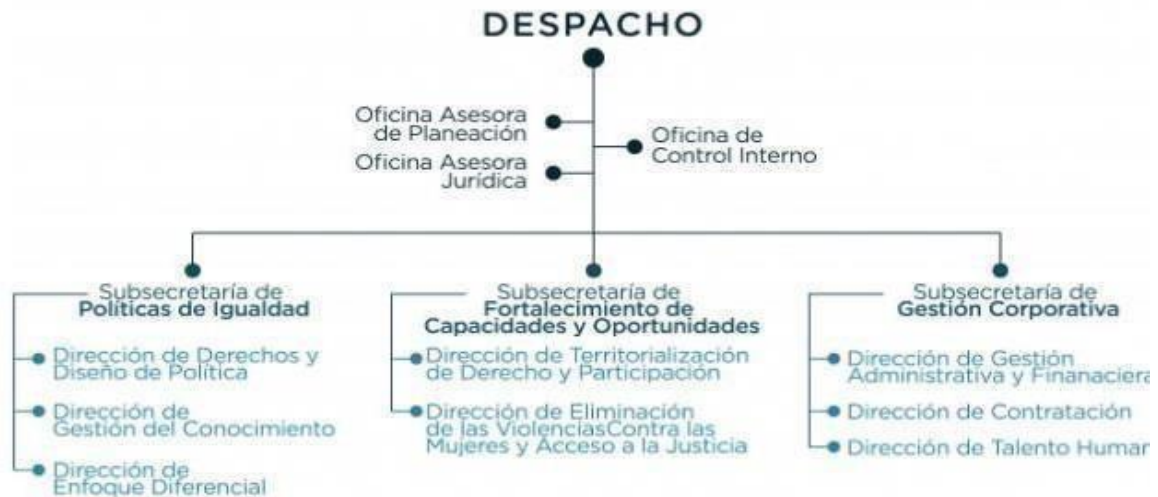 DESPACHO
Oficina Asesora
de Planeación
Oficina de
Control Interno
Oficina Asesora
Jurídica
Subsecretaría de
Políticas de Igualdad
Dirección de Derechos y
Diseño de Política
Dirección de
Gestión del Conocimiento
Dirección de
Enfoque Diferencial
Subsecretaría de
Fortalecimiento de
Capacidades y Oportunidades
Dirección de Territorialización
de Derecho y Participación
Dirección de Eliminación
de las ViolenciasContra las
Mujeres y Acceso a la Justicia
Subsecretaría de
Gestión Corporativa
Dirección de Gestión
Administrativa y Finanaciera
Dirección de Contratación
Dirección de Talento Human